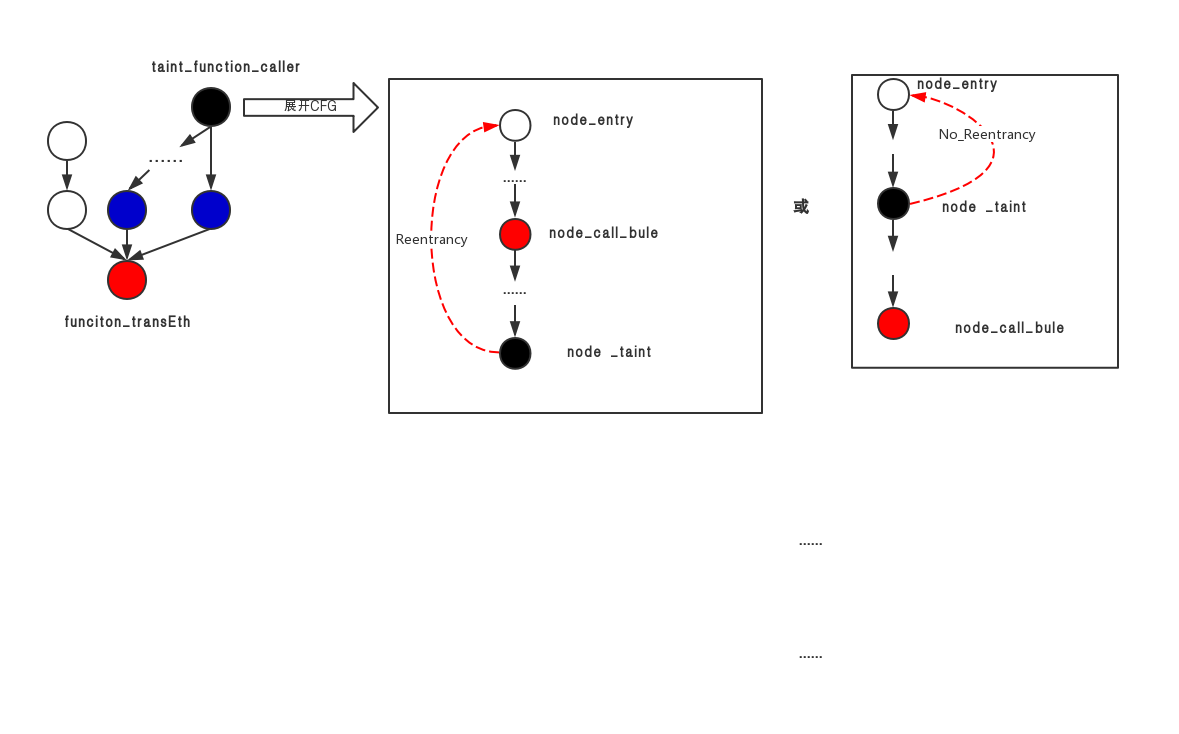 taint_function_caller
......
funciton_transEth
展开CFG
node_entry
......
node_call_bule
Reentrancy
......
node _taint
或
node_entry
No_Reentrancy
node _taint
node_call_bule
......
......